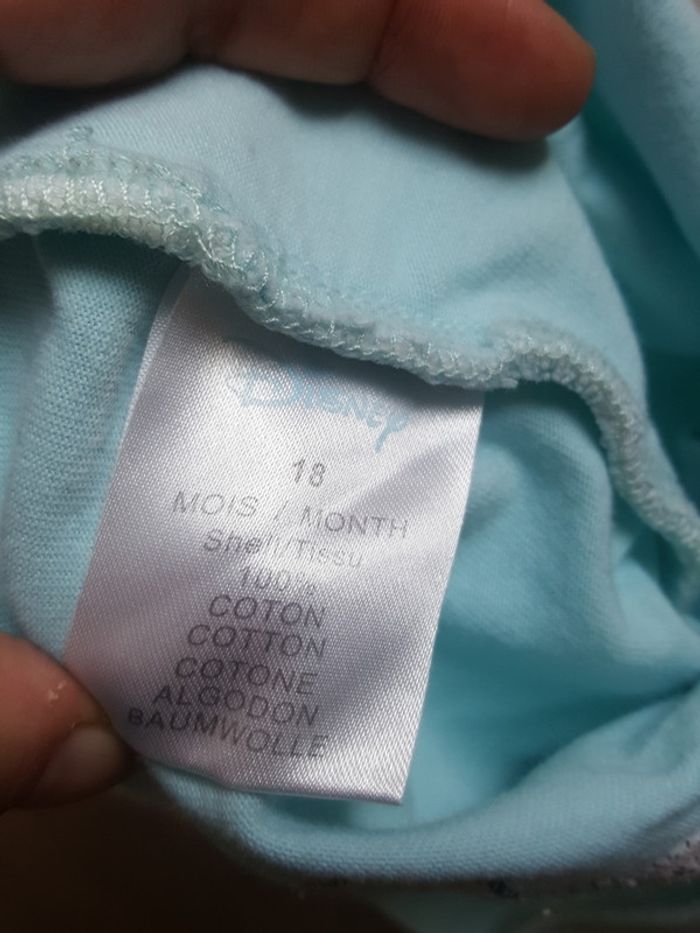 Disney
18
MOIS / MONTH
Shell/Tissu
100%
COTON
COTTON
COTONE
ALGODON
BAUMWOLLE